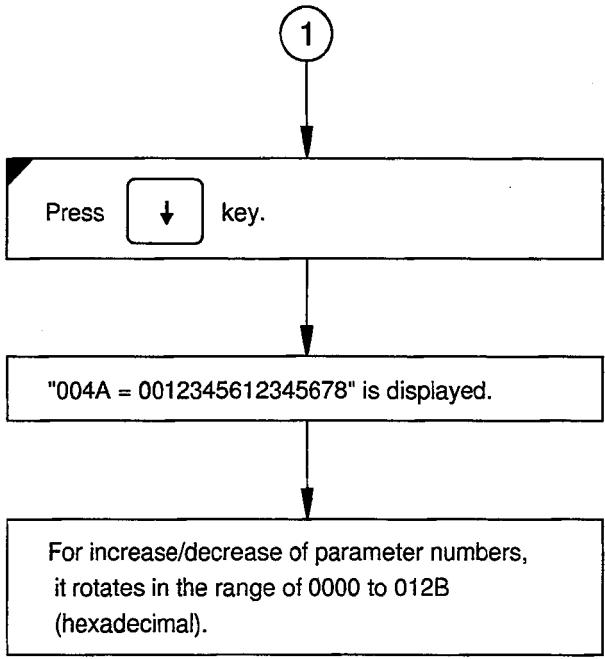 1
Press ↓ key.
"004A = 0012345612345678" is displayed.
For increase/decrease of parameter numbers,
it rotates in the range of 0000 to 012B
(hexadecimal).